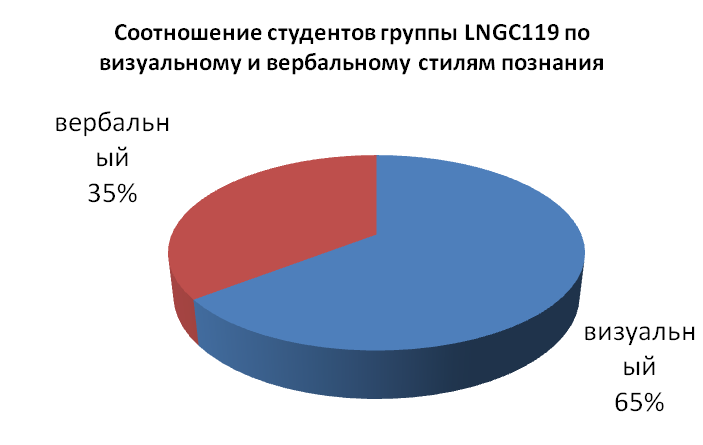 Соотношение студентов группы LNGC119 по
визуальному и вербальному стилям познания
вербальн
ый
35%
визуальн
ый
65%